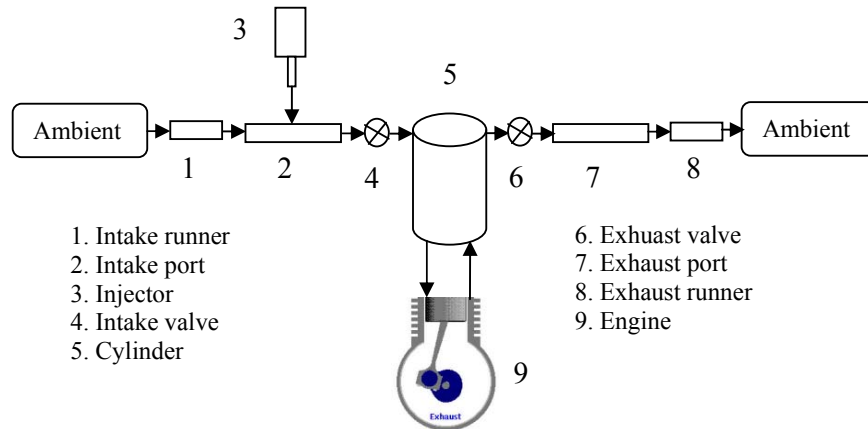 3
5
Ambient
Ambient
1
2
4
6
7
8
1. Intake runner
2. Intake port
3. Injector
4. Intake valve
5. Cylinder
6. Exhuast valve
7. Exhaust port
8. Exhaust runner
9. Engine
9
Exhaust